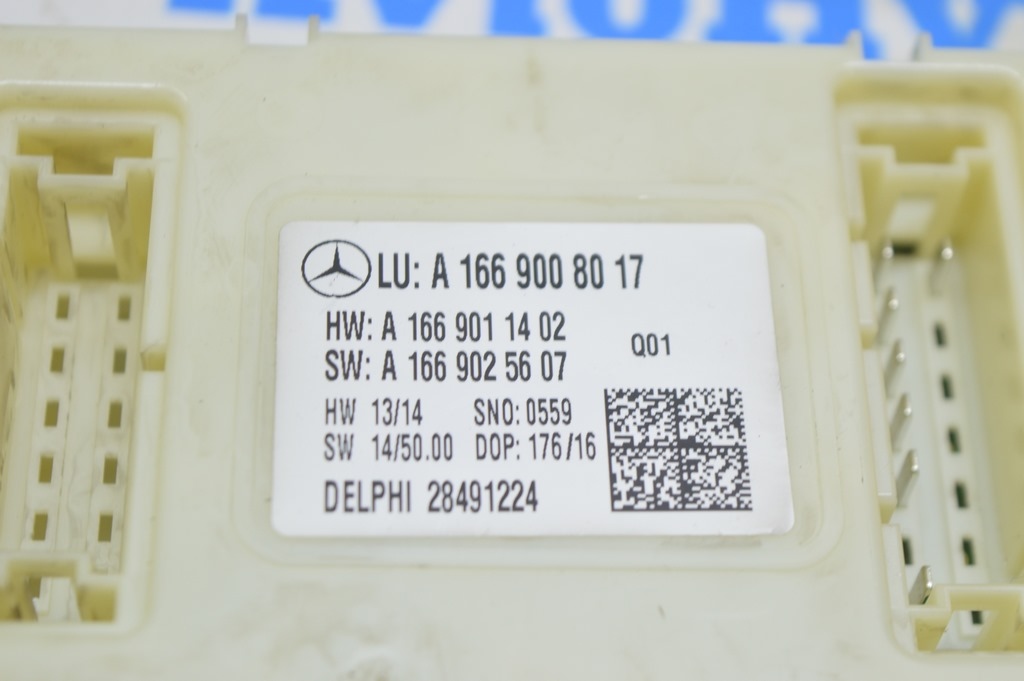 LU: A 166 900 80 17
HW: A 166 901 14 02
SW: A 166 902 56 07
Q01
HW 13/14 SNO: 0559
SW 14/50.00 DOP: 176/16
DELPHI 28491224